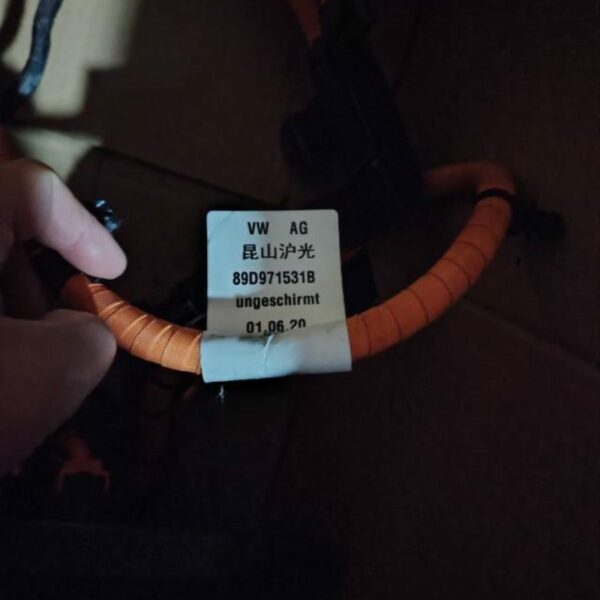 VW AG
昆山沪光
89D971531B
ungeschirmt
01.06.20